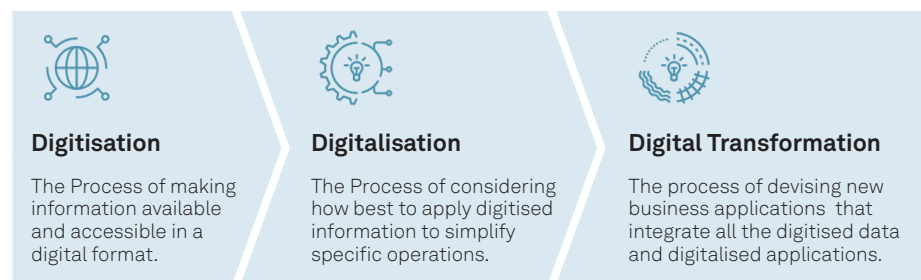 Digitisation
The Process of making
information available
and accessible in a
digital format.
Digitalisation
The Process of considering
how best to apply digitised
information to simplify
specific operations.
Digital Transformation
The process of devising new
business applications  that
integrate all the digitised data
and digitalised applications.